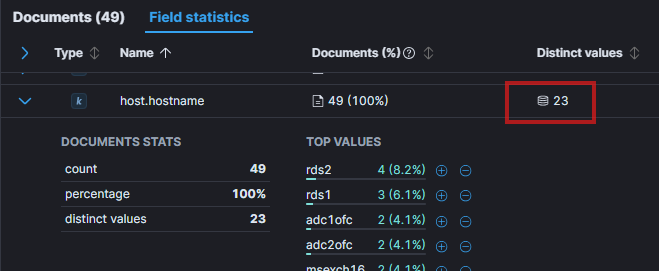 Documents (49) Field statistics
Type Name Documents (%) Distinct values
k host.hostname 49 (100%) 23
DOCUMENTS STATS TOP VALUES
count 49 rds2 4 (8.2%)
percentage 100% rds1 3 (6.1%)
distinct values 23 adc1ofc 2 (4.1%)
adc2ofc 2 (4.1%)
msexch16 2 (4.1%)